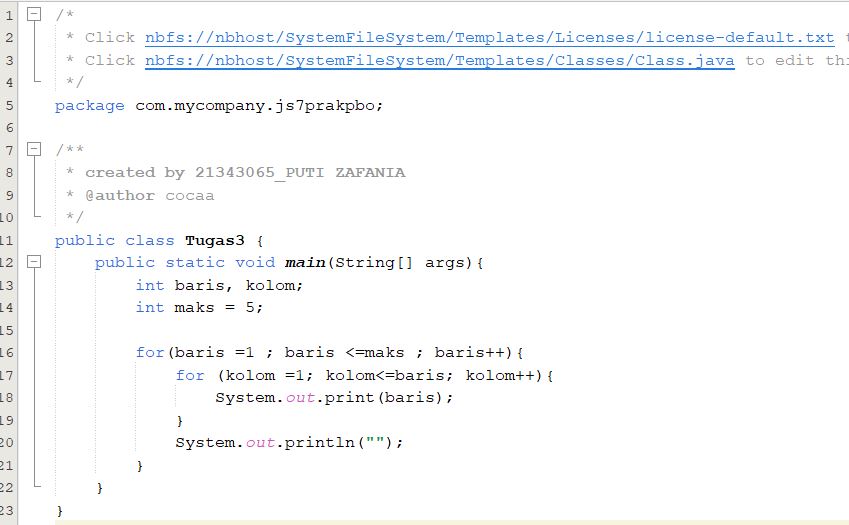 1 /*
2 * Click nbfs://nbhost/SystemFileSystem/Templates/Licenses/license-default.txt
3 * Click nbfs://nbhost/SystemFileSystem/Templates/Classes/Class.java to edit
4 */
5 package com.mycompany.js7prakpbo;
6
7 /**
8 * created by 21343065_PUTI ZAFANIA
9 * @author cocaa
10 */
11 public class Tugas3 {
12 public static void main(String[] args){
13 int baris, kolom;
14 int maks = 5;
15
16 for(baris =1 ; baris <=maks ; baris++){
17 for (kolom =1; kolom<=baris; kolom++){
18 System.out.print(baris);
19 }
20 System.out.println("");
21 }
22 }
23 }